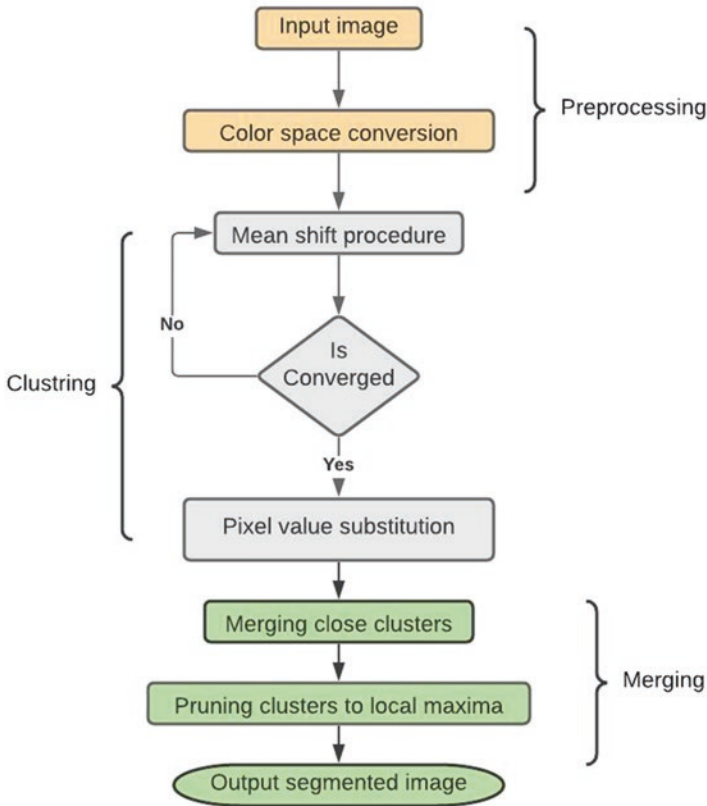 Input image
Preprocessing
Color space conversion
Mean shift procedure
No
Is
Converged
Clustring
Yes
Pixel value substitution
Merging close clusters
Merging
Pruning clusters to local maxima
Output segmented image